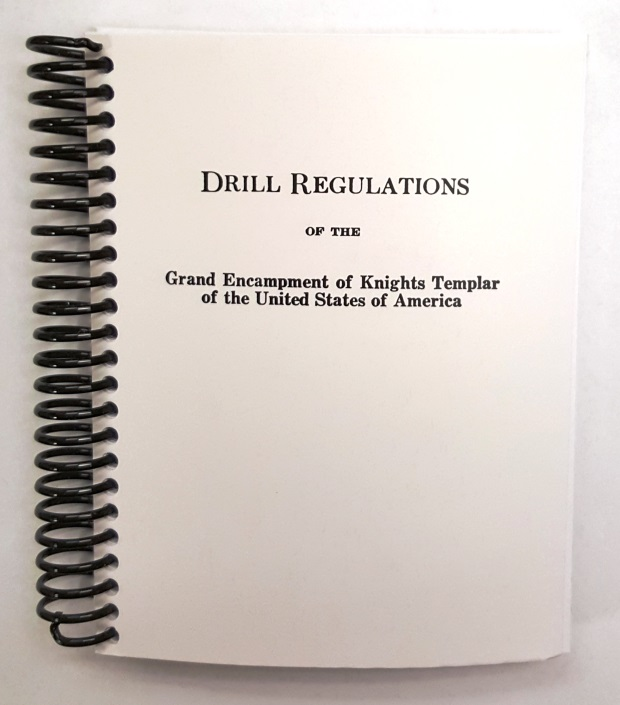 DRILL REGULATIONS
OF THE
Grand Encampment of Knights Templar
of the United States of America